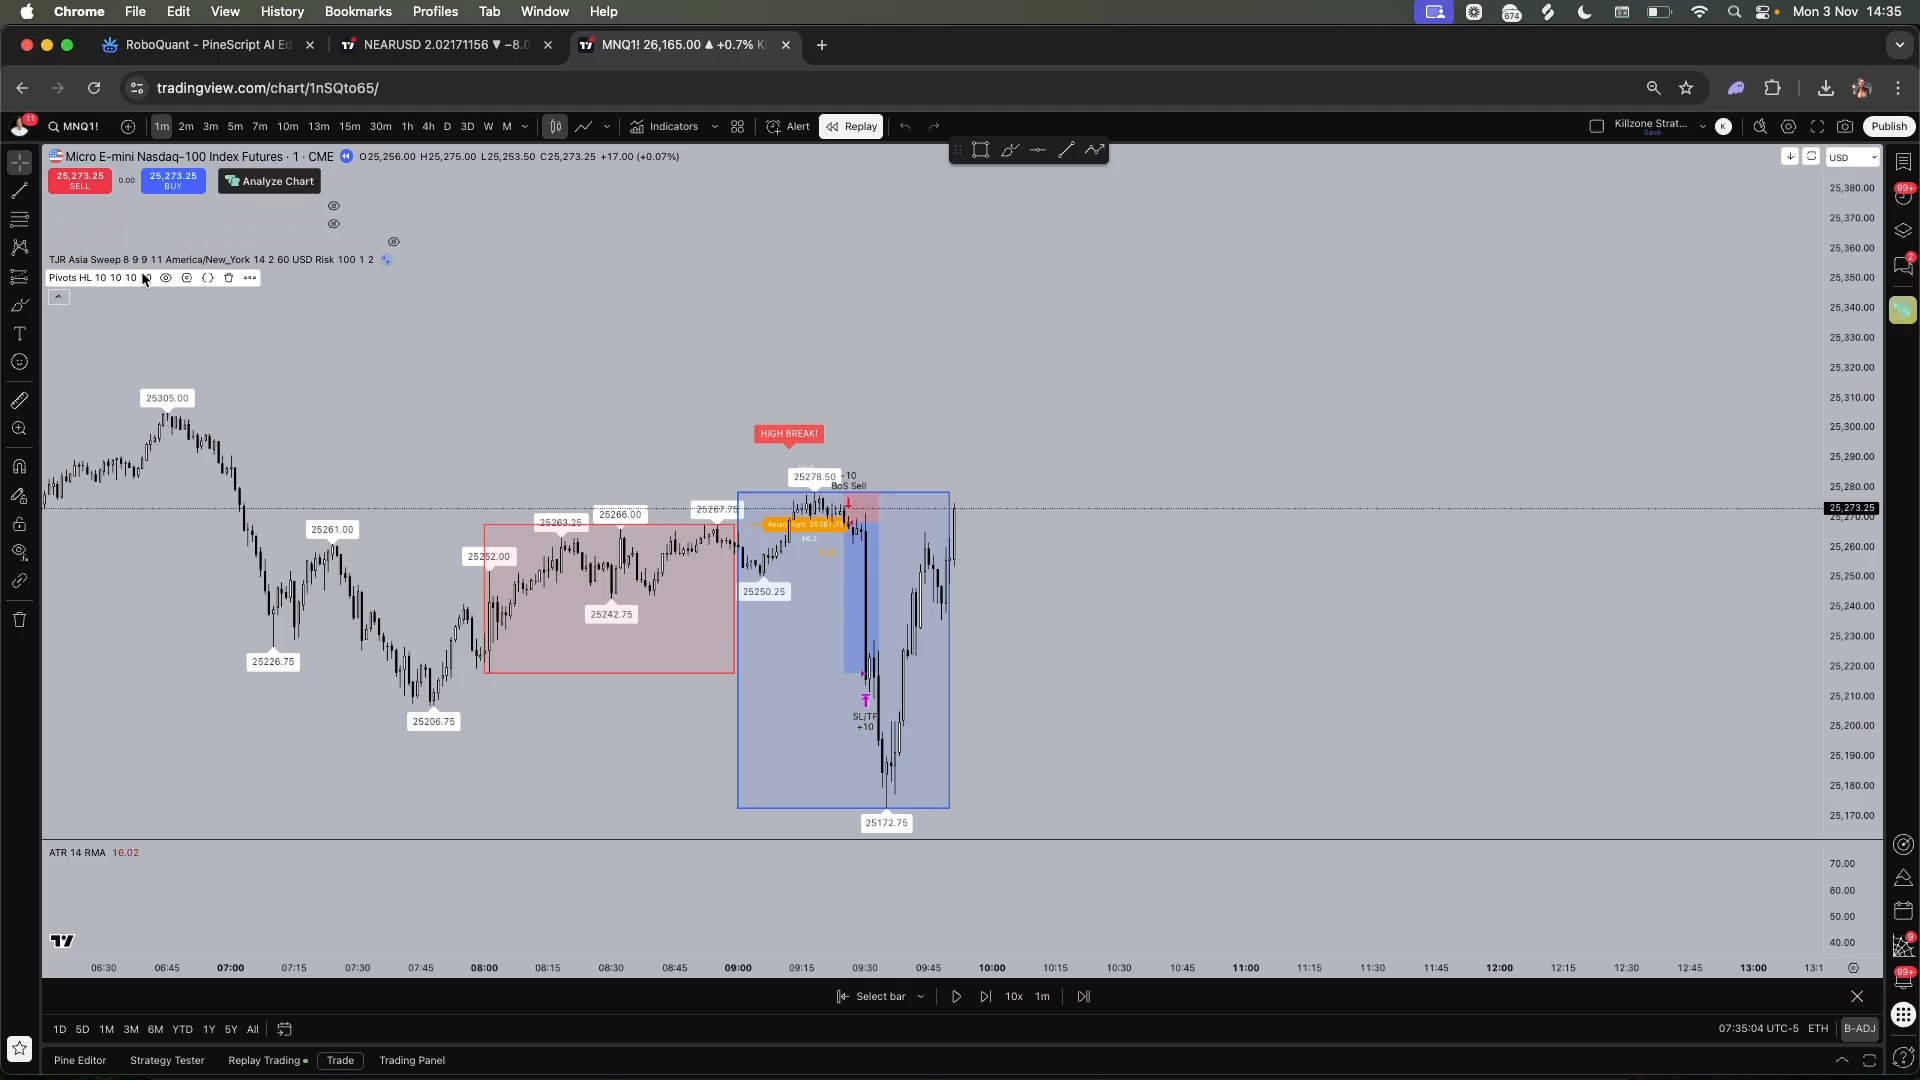 Chrome File Edit View History Bookmarks Profiles Tab Window Help
674
Mon 3 Nov 14:35
RoboQuant - PineScript AI Ed
NEARUSD 2.02171156 ▼ −8.0
MNQ1! 26,165.00 ▲ +0.7% Ki
tradingview.com/chart/1nSQto65/
11
MNQ1!
1m 2m 3m 5m 7m 10m 13m 15m 30m 1h 4h D 3D W M
Indicators
Alert
Replay
Killzone Strat...
Save
K
Publish
Micro E-mini Nasdaq-100 Index Futures · 1 · CME
O25,256.00 H25,275.00 L25,253.50 C25,273.25 +17.00 (+0.07%)
USD
25,273.25
SELL
0.00
25,273.25
BUY
Analyze Chart
TJR Asia Sweep 8 9 9 11 America/New_York 14 2 60 USD Risk 100 1 2
Pivots HL 10 10 10
25305.00
HIGH BREAK!
25278.50
-10
BoS Sell
25261.00
25252.00
25263.25
25266.00
25267.75
HL2
25250.25
25242.75
25226.75
25206.75
SL/TP
+10
25172.75
25,380.00
25,370.00
25,360.00
25,350.00
25,340.00
25,330.00
25,320.00
25,310.00
25,300.00
25,290.00
25,280.00
25,273.25
25,270.00
25,260.00
25,250.00
25,240.00
25,230.00
25,220.00
25,210.00
25,200.00
25,190.00
25,180.00
25,170.00
99+
2
ATR 14 RMA 16.02
70.00
60.00
50.00
40.00
06:30 06:45 07:00 07:15 07:30 07:45 08:00 08:15 08:30 08:45 09:00 09:15 09:30 09:45 10:00 10:15 10:30 10:45 11:00 11:15 11:30 11:45 12:00 12:15 12:30 12:45 13:00 13:1
9
99+
Select bar
10x
1m
1D 5D 1M 3M 6M YTD 1Y 5Y All
07:35:04 UTC-5 ETH B-ADJ
Pine Editor Strategy Tester Replay Trading Trade Trading Panel